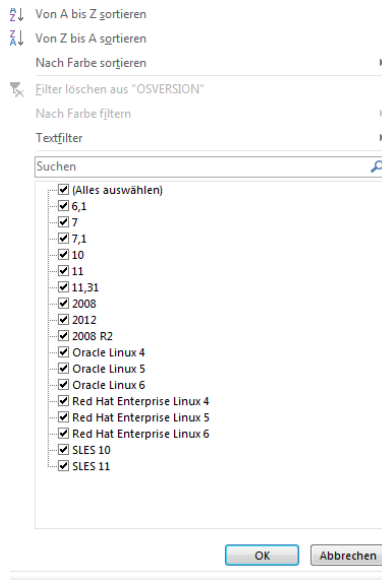 Von A bis Z sortieren
Von Z bis A sortieren
Nach Farbe sortieren
Filter löschen aus "OSVERSION"
Nach Farbe filtern
Textfilter
Suchen
(Alles auswählen)
6,1
7
7,1
10
11
11,31
2008
2012
2008 R2
Oracle Linux 4
Oracle Linux 5
Oracle Linux 6
Red Hat Enterprise Linux 4
Red Hat Enterprise Linux 5
Red Hat Enterprise Linux 6
SLES 10
SLES 11
OK
Abbrechen